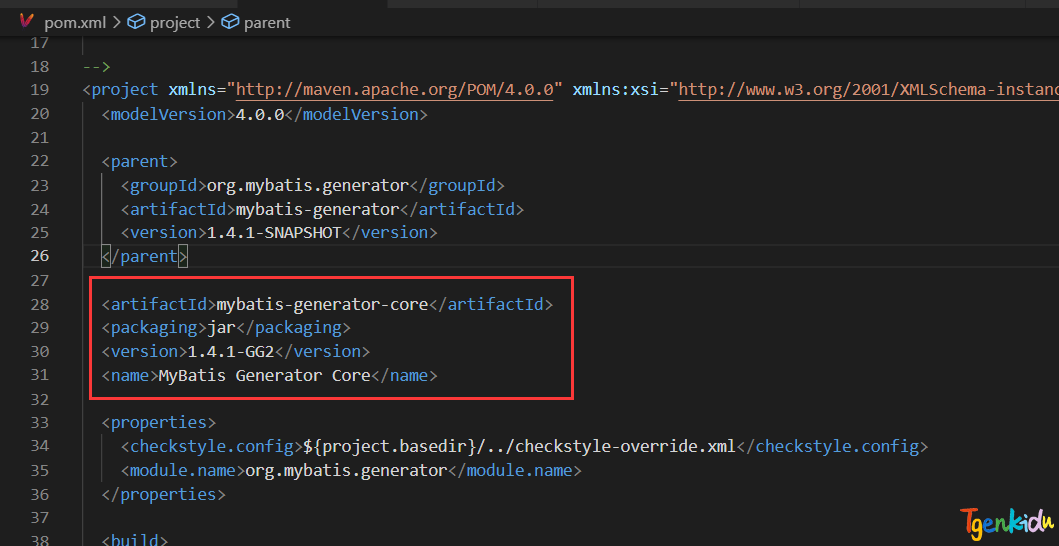 pom.xml > project > parent
17
18 -->
19 <project xmlns="http://maven.apache.org/POM/4.0.0" xmlns:xsi="http://www.w3.org/2001/XMLSchema-instanc
20 <modelVersion>4.0.0</modelVersion>
21
22 <parent>
23 <groupId>org.mybatis.generator</groupId>
24 <artifactId>mybatis-generator</artifactId>
25 <version>1.4.1-SNAPSHOT</version>
26 </parent>
27
28 <artifactId>mybatis-generator-core</artifactId>
29 <packaging>jar</packaging>
30 <version>1.4.1-GG2</version>
31 <name>MyBatis Generator Core</name>
32
33 <properties>
34 <checkstyle.config>${project.basedir}/../checkstyle-override.xml</checkstyle.config>
35 <module.name>org.mybatis.generator</module.name>
36 </properties>
37
38 <build>
Tgenkidu